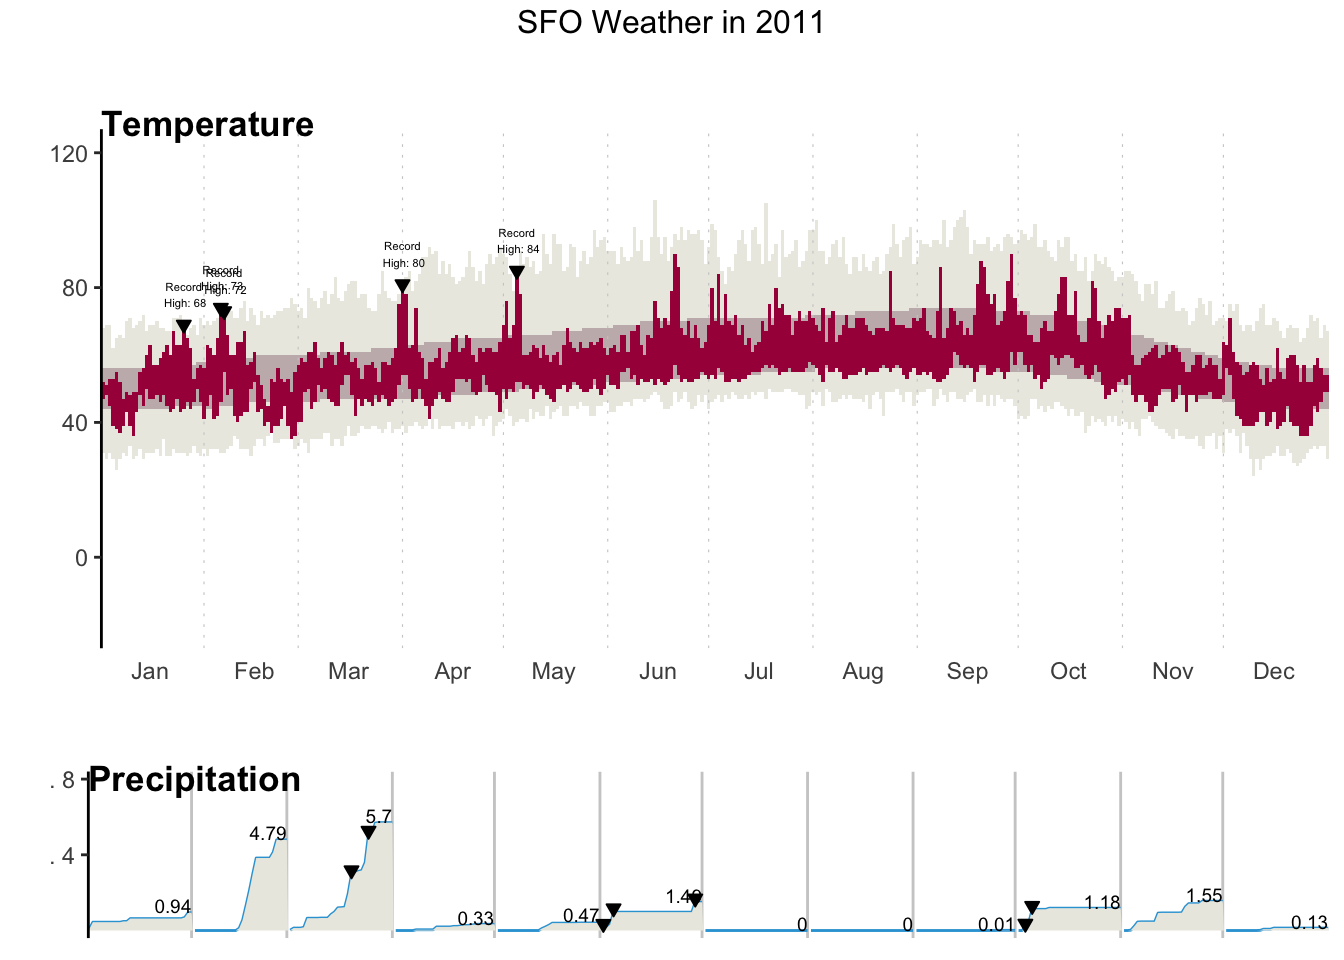 SFO Weather in 2011
Temperature
120
80
40
0
Record
High: 68
Record
High: 73
Record
High: 72
Record
High: 80
Record
High: 84
Jan Feb Mar Apr May Jun Jul Aug Sep Oct Nov Dec
Precipitation
. 8
. 4
0.94 4.79 5.7 0.33 0.47 1.49 0 0 0.01 1.18 1.55 0.13